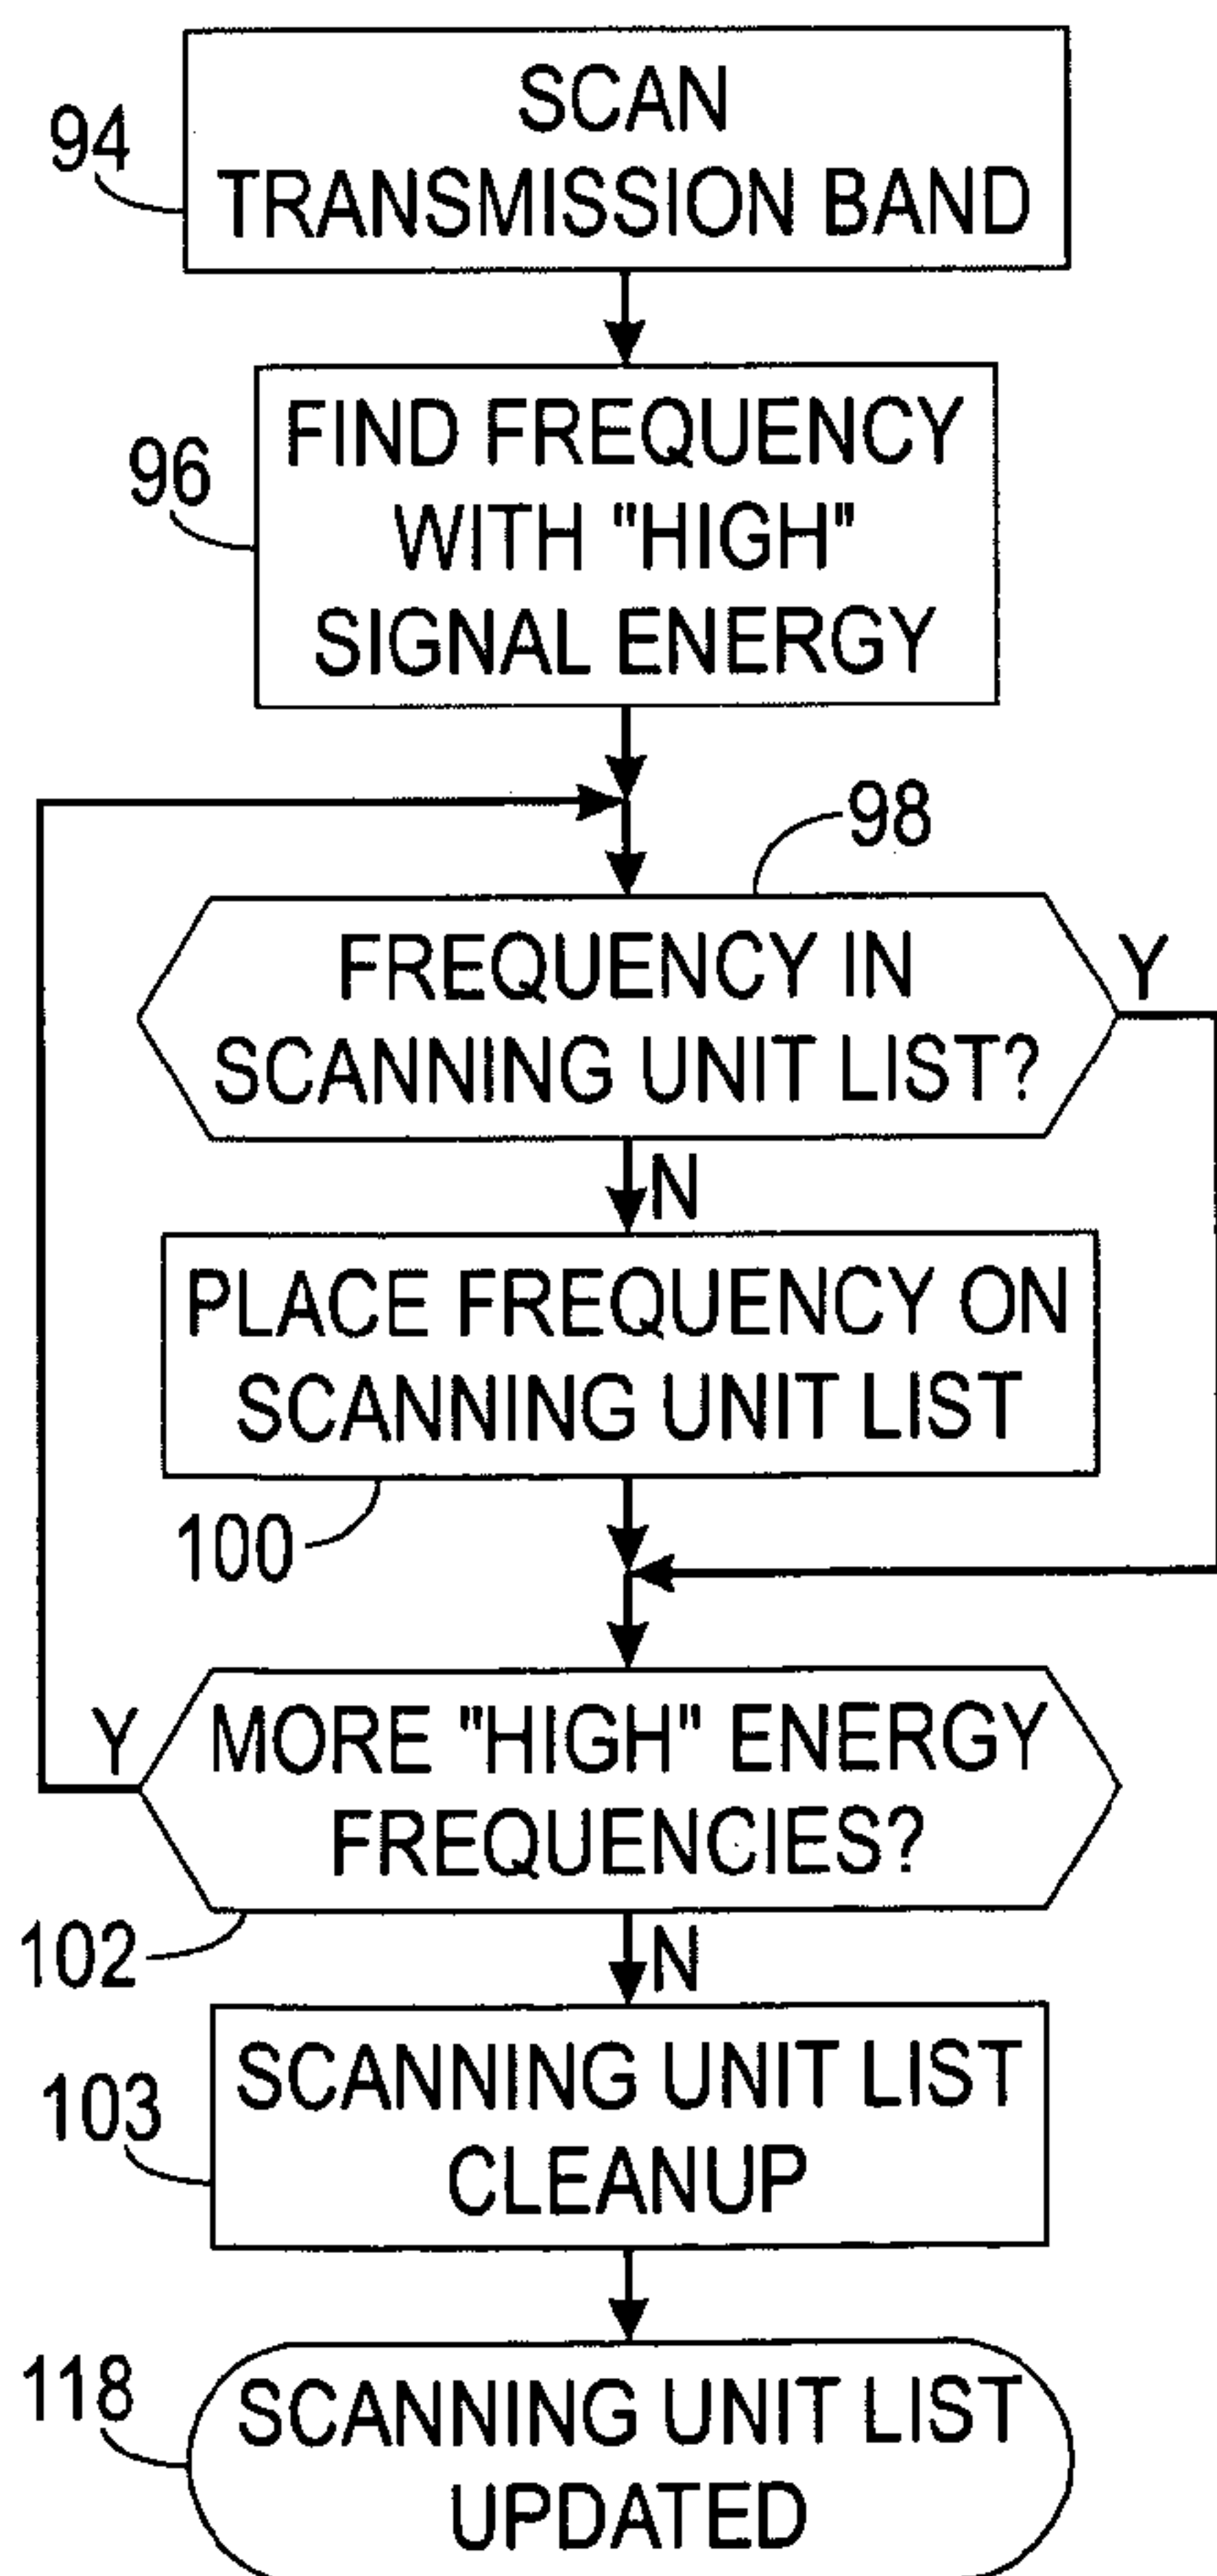 94
SCAN
TRANSMISSION BAND
96
FIND FREQUENCY
WITH "HIGH"
SIGNAL ENERGY
98
FREQUENCY IN
SCANNING UNIT LIST?
Y
N
PLACE FREQUENCY ON
SCANNING UNIT LIST
100
Y
MORE "HIGH" ENERGY
FREQUENCIES?
102
N
103
SCANNING UNIT LIST
CLEANUP
118
SCANNING UNIT LIST
UPDATED